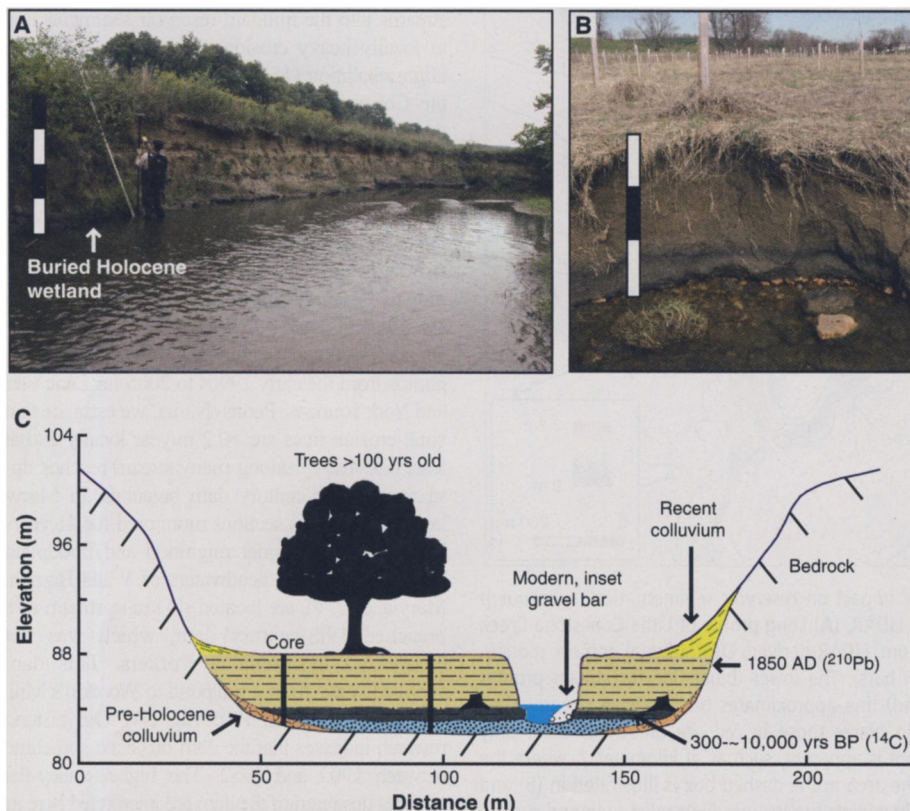 A
B
Buried Holocene
wetland
C
104
96
88
80
Elevation (m)
Trees >100 yrs old
Recent
colluvium
Modern, inset
gravel bar
Bedrock
Core
1850 AD (²¹⁰Pb)
Pre-Holocene
colluvium
300-~10,000 yrs BP (¹⁴C)
0
50
100
150
200
Distance (m)